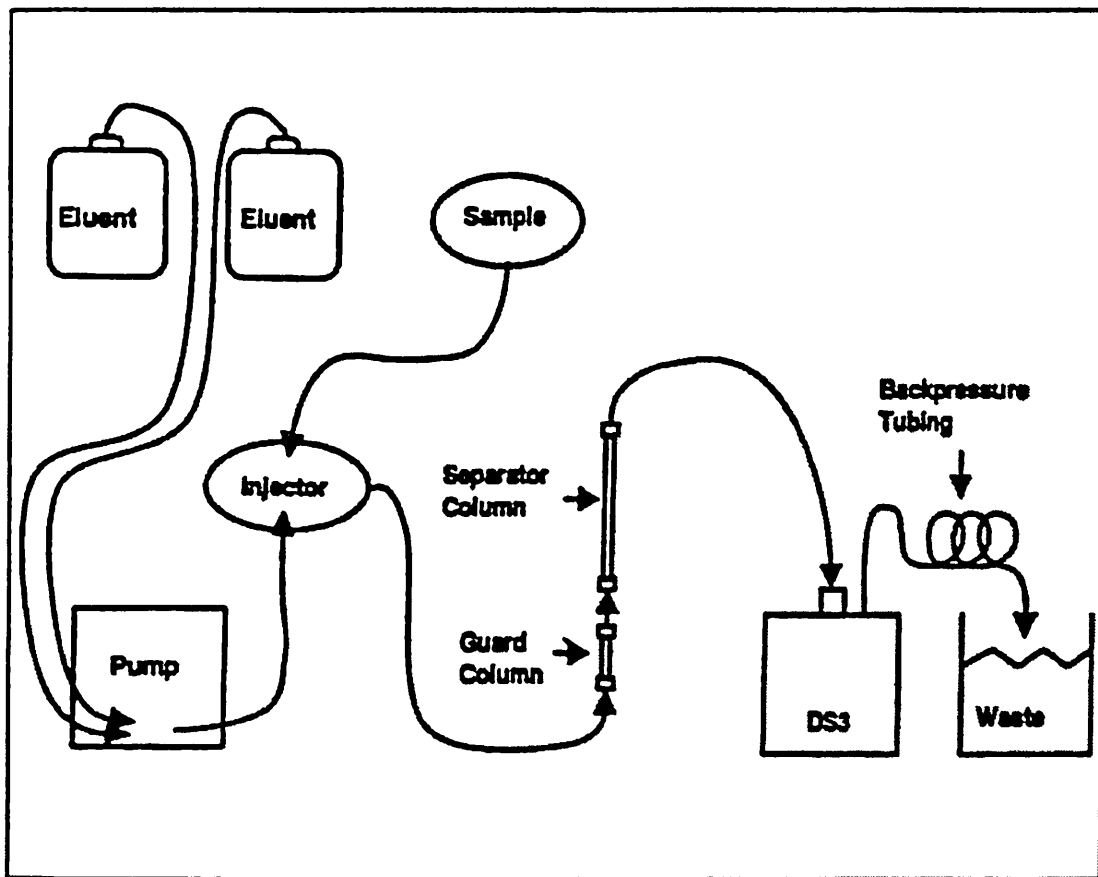 Eluent
Eluent
Sample
Injector
Pump
Separator
Column
Guard
Column
Backpressure
Tubing
DS3
Waste